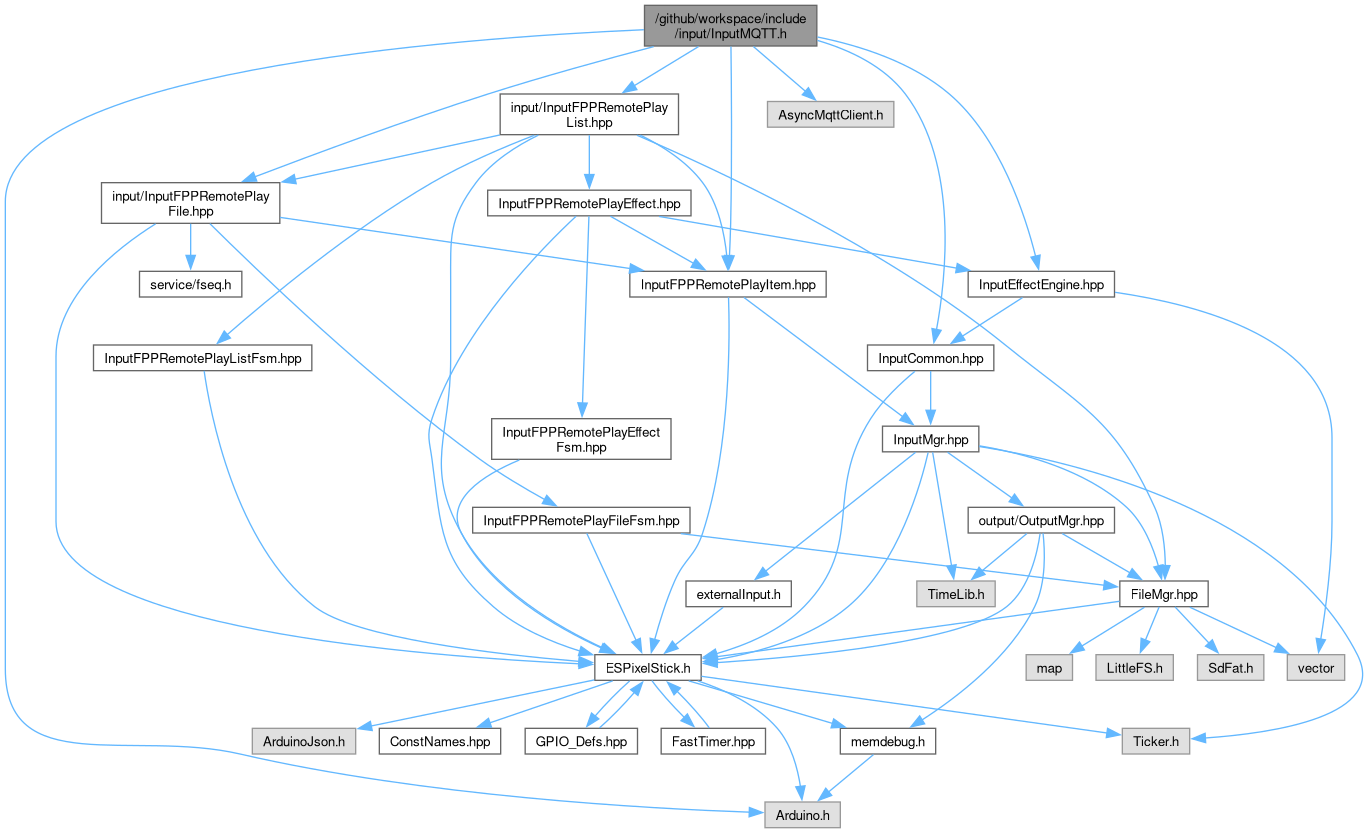 /github/workspace/include
/input/InputMQTT.h
input/InputFPPRemotePlay
List.hpp
AsyncMqttClient.h
input/InputFPPRemotePlay
File.hpp
InputFPPRemotePlayEffect.hpp
service/fseq.h
InputFPPRemotePlayItem.hpp
InputEffectEngine.hpp
InputFPPRemotePlayListFsm.hpp
InputCommon.hpp
InputFPPRemotePlayEffect
Fsm.hpp
InputMgr.hpp
InputFPPRemotePlayFileFsm.hpp
output/OutputMgr.hpp
externalInput.h
TimeLib.h
FileMgr.hpp
ESPixelStick.h
map
LittleFS.h
SdFat.h
vector
ArduinoJson.h
ConstNames.hpp
GPIO_Defs.hpp
FastTimer.hpp
memdebug.h
Ticker.h
Arduino.h